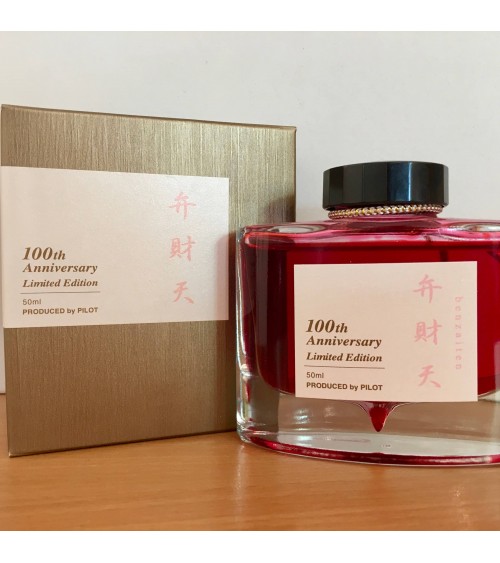 100th
Anniversary
Limited Edition
50ml
PRODUCED by PILOT
弁財天
100th
Anniversary
Limited Edition
50ml
PRODUCED by PILOT
弁財天
benzaiten